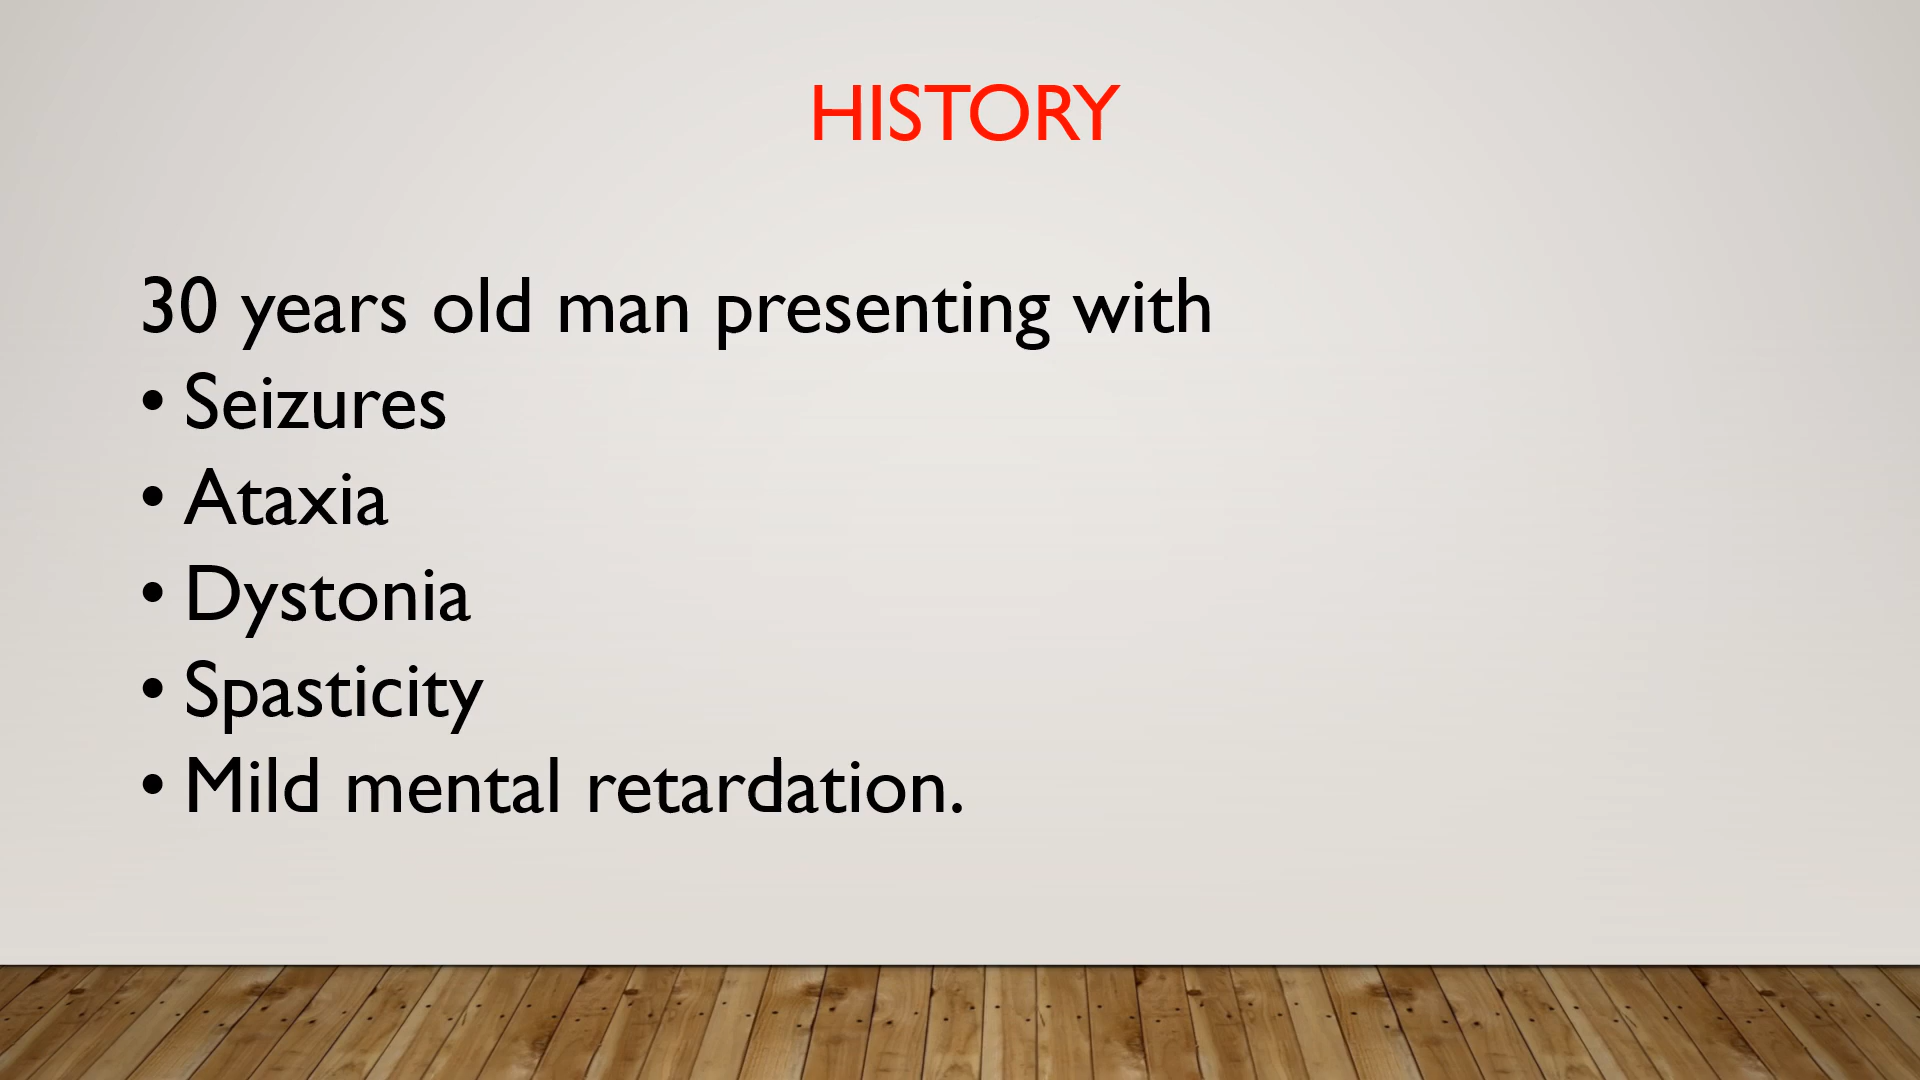 HISTORY
30 years old man presenting with
• Seizures
• Ataxia
• Dystonia
• Spasticity
• Mild mental retardation.